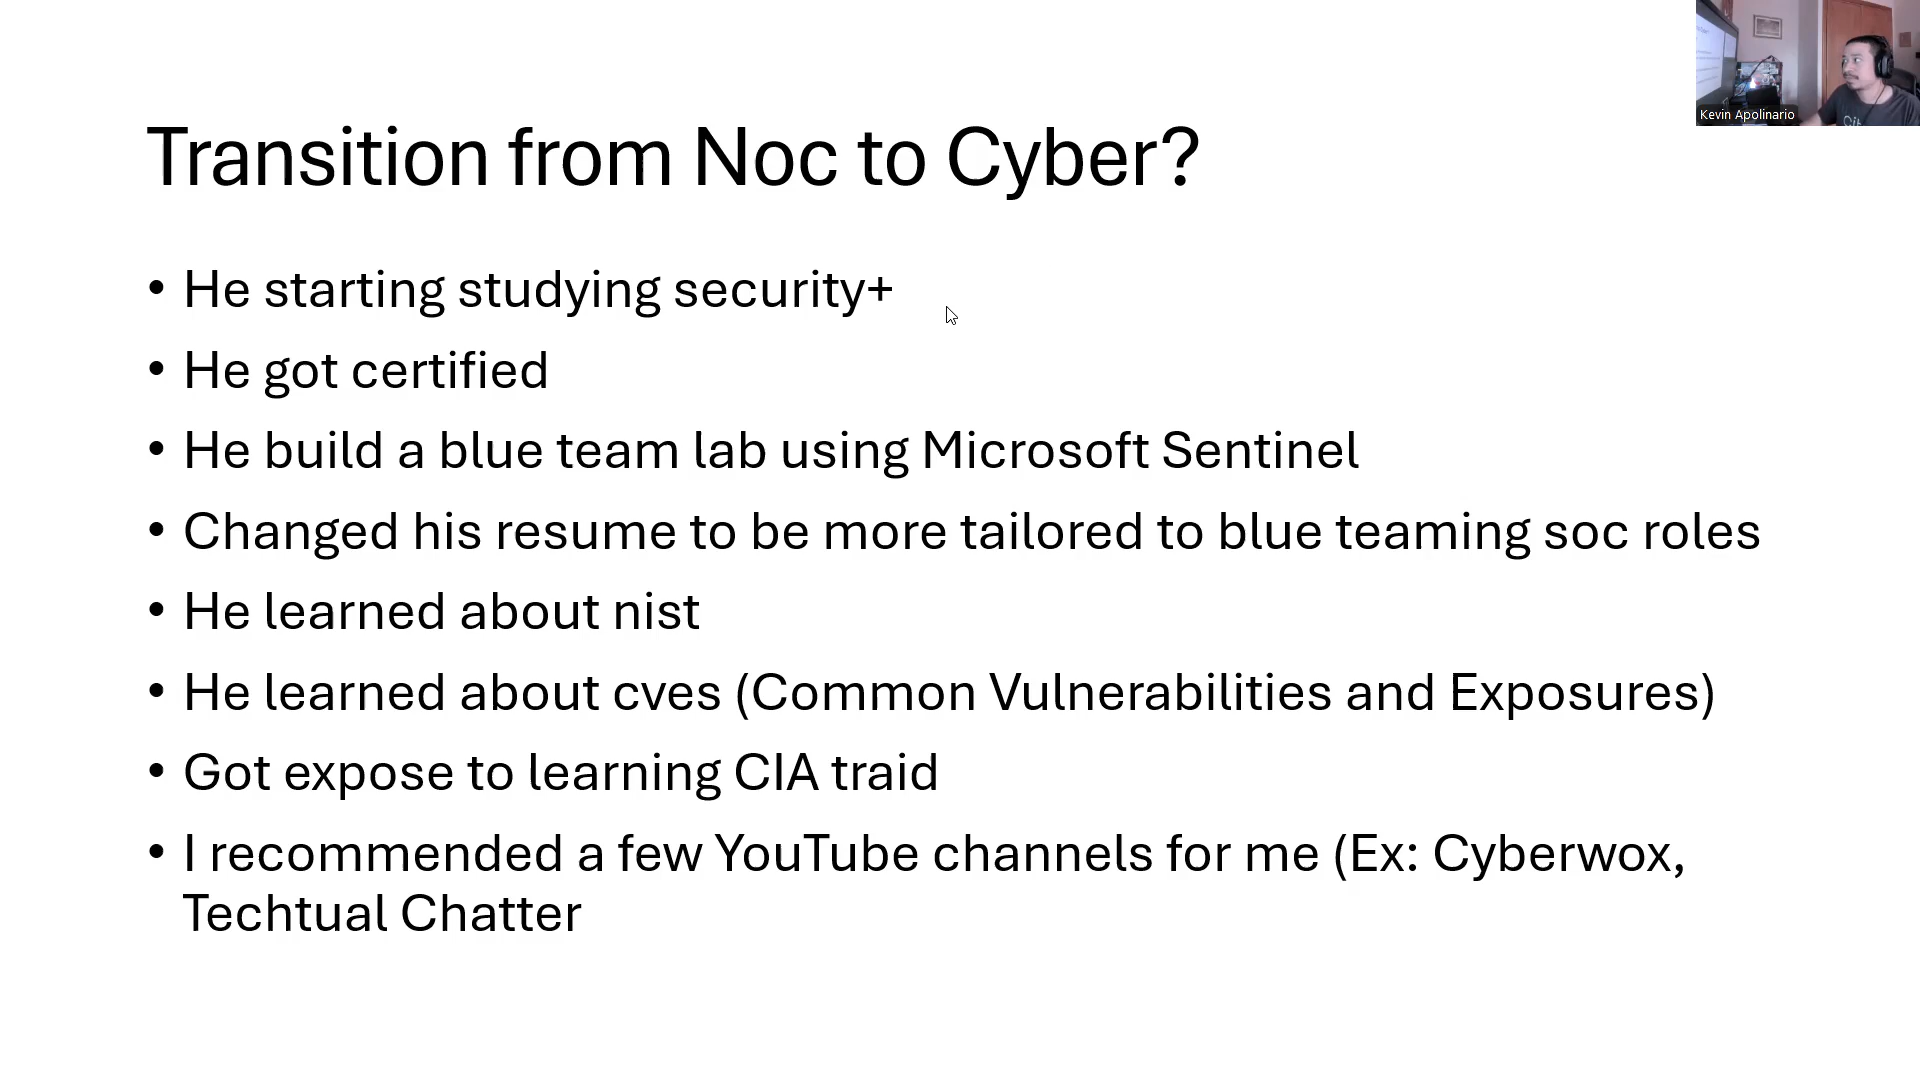 Kevin Apolinario
Transition from Noc to Cyber?
• He starting studying security+
• He got certified
• He build a blue team lab using Microsoft Sentinel
• Changed his resume to be more tailored to blue teaming soc roles
• He learned about nist
• He learned about cves (Common Vulnerabilities and Exposures)
• Got expose to learning CIA traid
• I recommended a few YouTube channels for me (Ex: Cyberwox,
Techtual Chatter